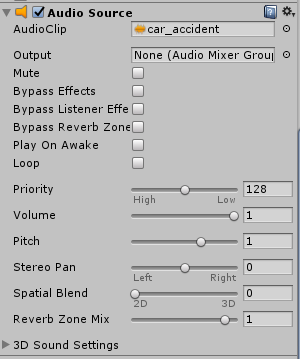 Audio Source
AudioClip car_accident
Output None (Audio Mixer Grou
Mute
Bypass Effects
Bypass Listener Effe
Bypass Reverb Zone
Play On Awake
Loop
Priority 128
High Low
Volume 1
Pitch 1
Stereo Pan 0
Left Right
Spatial Blend 0
2D 3D
Reverb Zone Mix 1
3D Sound Settings